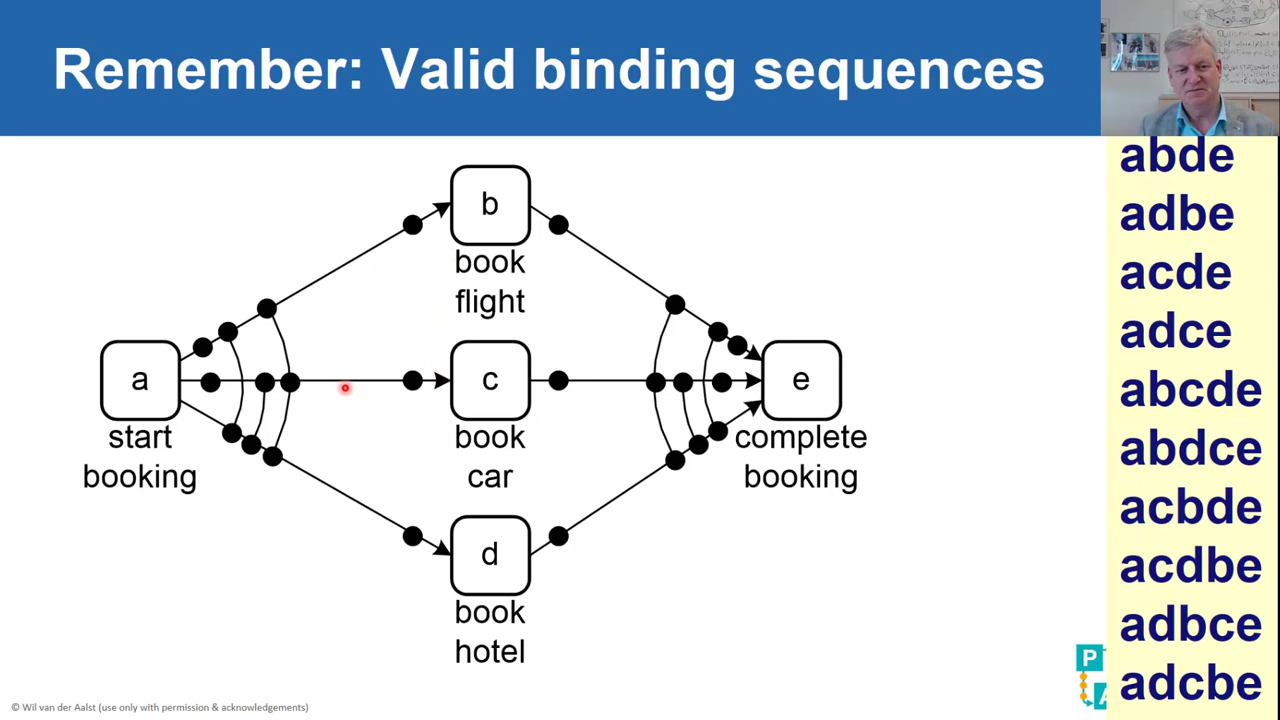 Remember: Valid binding sequences
b
book
flight
a
start
booking
c
book
car
e
complete
booking
d
book
hotel
abde
adbe
acde
adce
abcde
abdce
acbde
acdbe
adbce
adcbe
P
A
© Wil van der Aalst (use only with permission & acknowledgements)